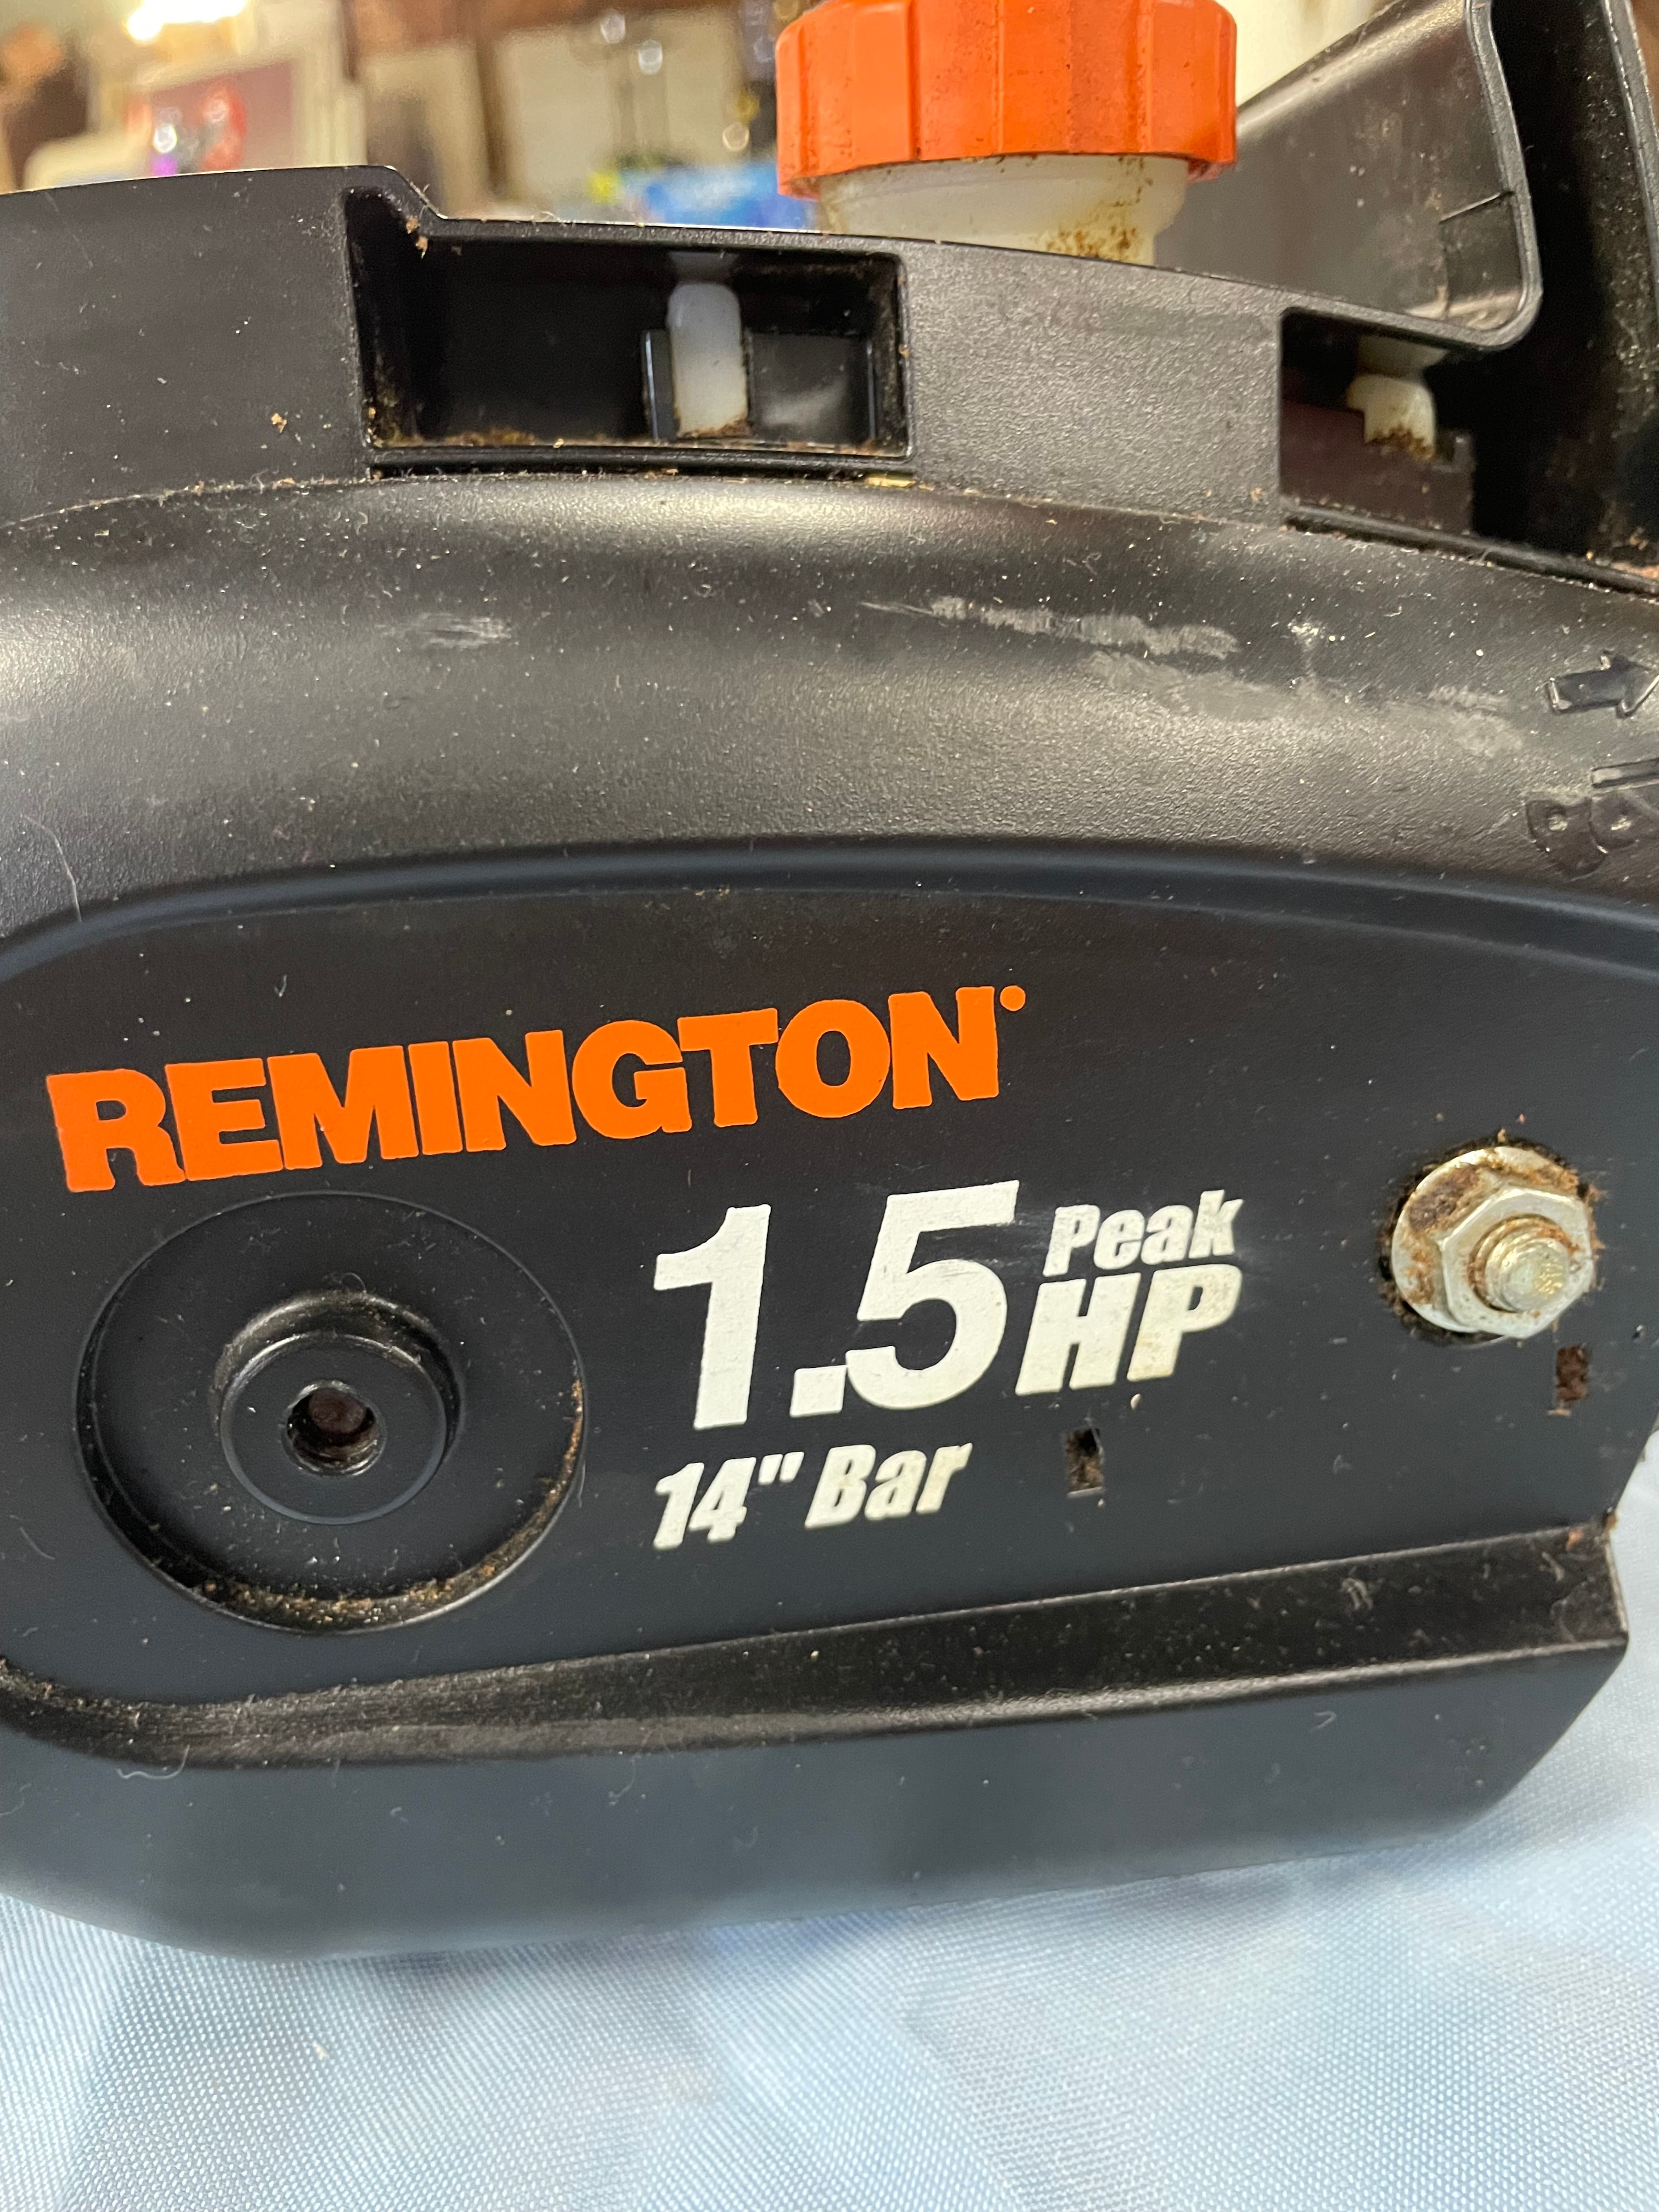 REMINGTON
1.5 Peak
HP
14" Bar